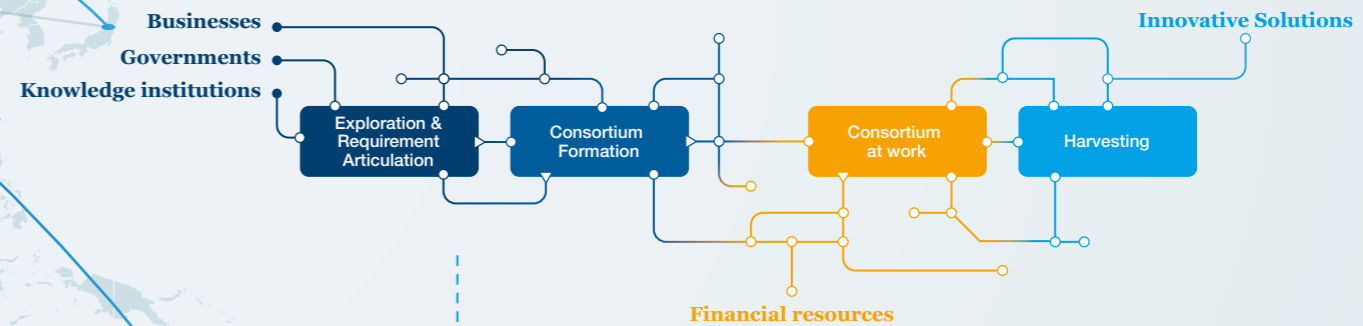 Businesses
Governments
Knowledge institutions
Innovative Solutions
Exploration &
Requirement
Articulation
Consortium
Formation
Consortium
at work
Harvesting
Financial resources